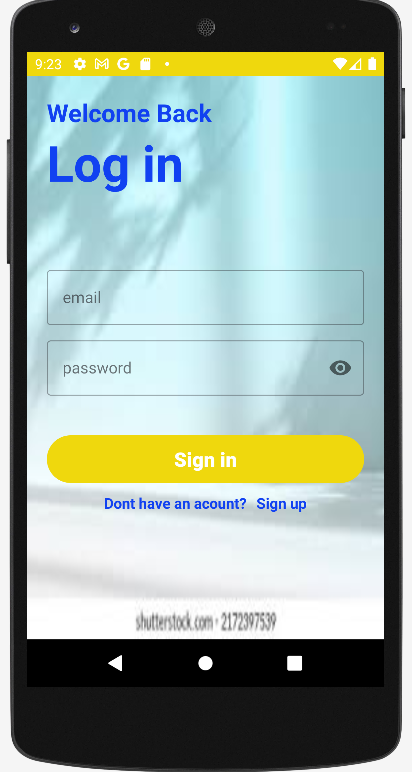 9:23
Welcome Back
Log in
email
password
Sign in
Dont have an acount? Sign up
shutterstock.com · 2172397539